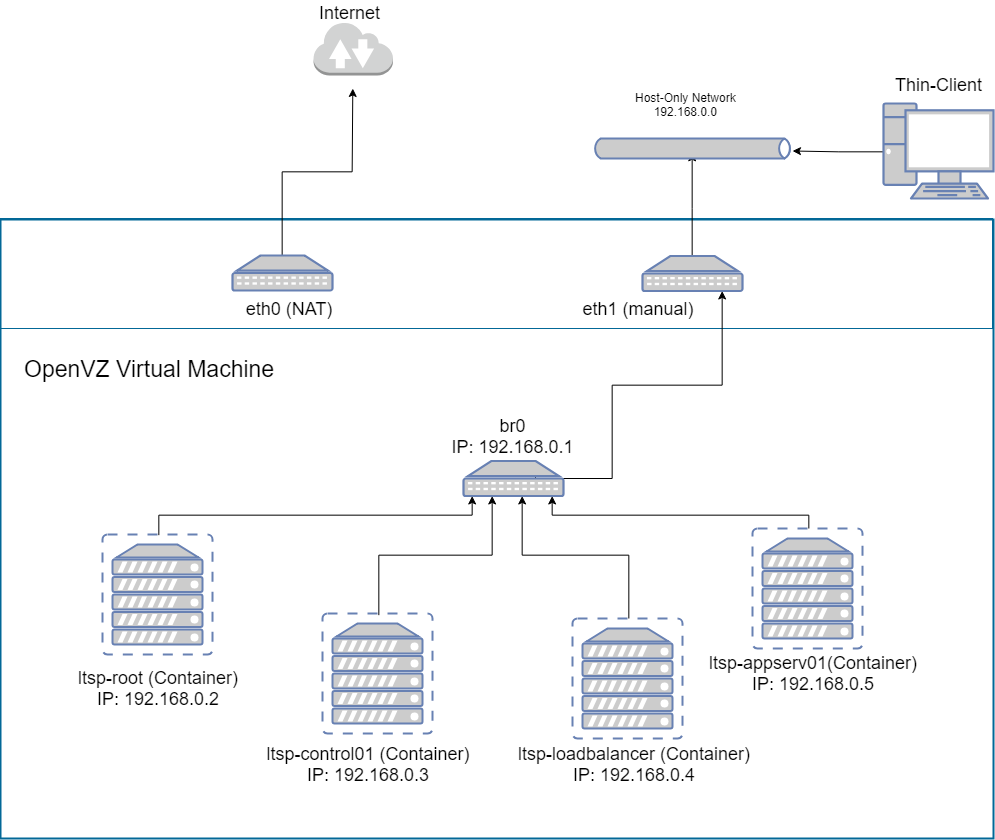 Internet
Thin-Client
Host-Only Network
192.168.0.0
eth0 (NAT)
eth1 (manual)
OpenVZ Virtual Machine
br0
IP: 192.168.0.1
ltsp-root (Container)
IP: 192.168.0.2
ltsp-control01 (Container)
IP: 192.168.0.3
ltsp-loadbalancer (Container)
IP: 192.168.0.4
ltsp-appserv01(Container)
IP: 192.168.0.5